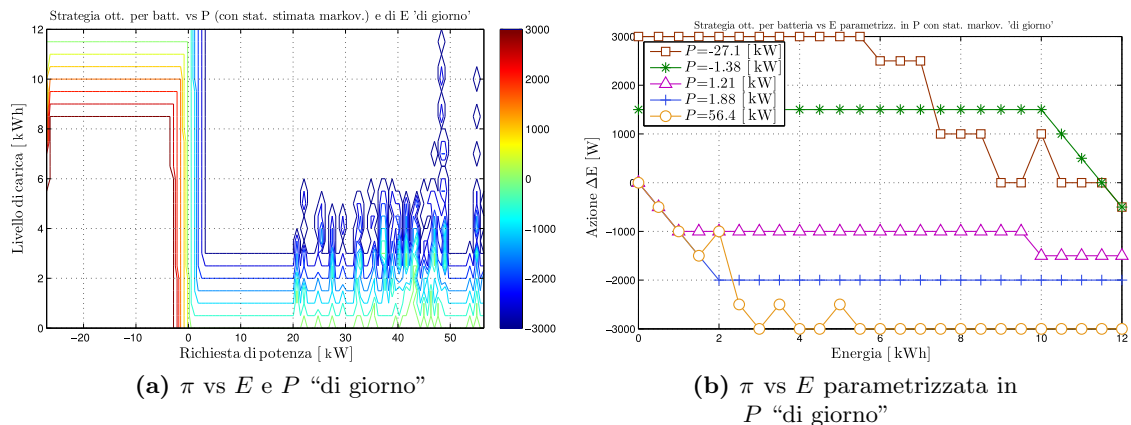 Strategia ott. per batt. vs P (con stat. stimata markov.) e di E 'di giorno'
12
10
8
6
4
2
0
Livello di carica [ kWh]
−20
−10
0
10
20
30
40
50
Richiesta di potenza [ kW]
3000
2000
1000
0
−1000
−2000
−3000
(a) π vs E e P “di giorno”
Strategia ott. per batteria vs E parametrizz. in P con stat. markov. 'di giorno'
3000
2000
1000
0
−1000
−2000
−3000
Azione ΔE [W]
P=-27.1 [ kW]
P=-1.38 [ kW]
P=1.21 [ kW]
P=1.88 [ kW]
P=56.4 [ kW]
0
2
4
6
8
10
12
Energia [ kWh]
(b) π vs E parametrizzata in
P “di giorno”